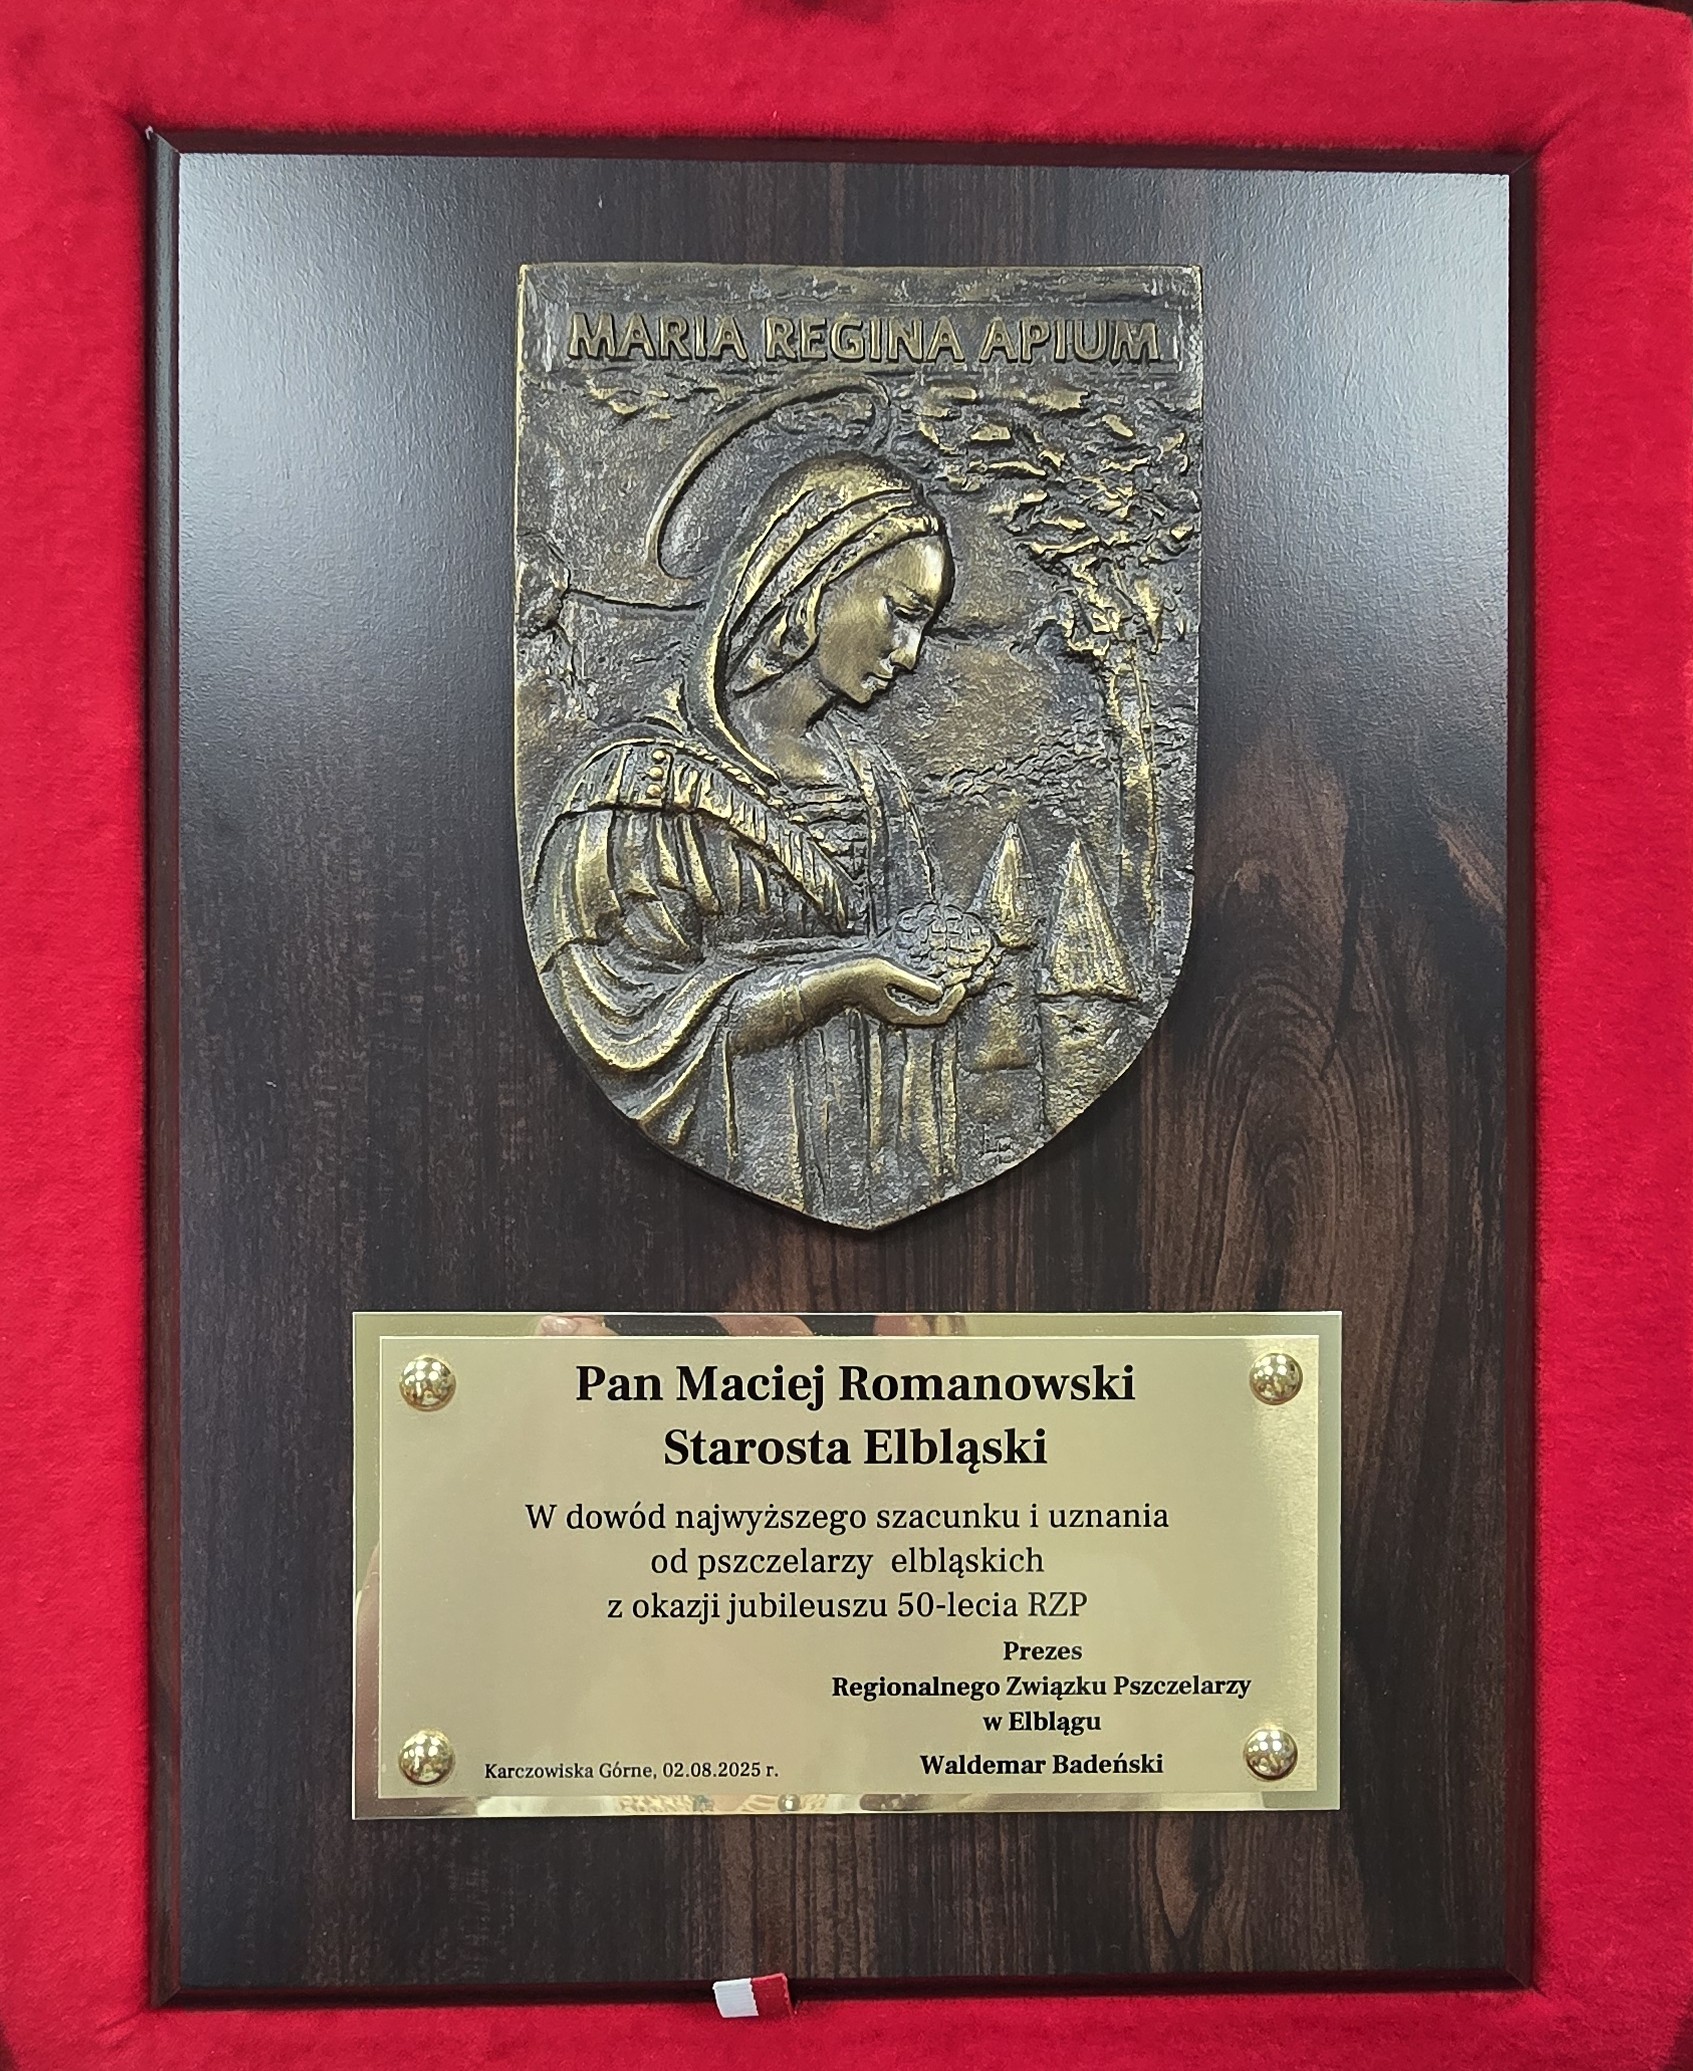 MARIA REGINA APIUM
Pan Maciej Romanowski
Starosta Elbląski
W dowód najwyższego szacunku i uznania
od pszczelarzy elbląskich
z okazji jubileuszu 50-lecia RZP
Prezes
Regionalnego Związku Pszczelarzy
w Elblągu
Waldemar Badeński
Karczowiska Górne, 02.08.2025 r.